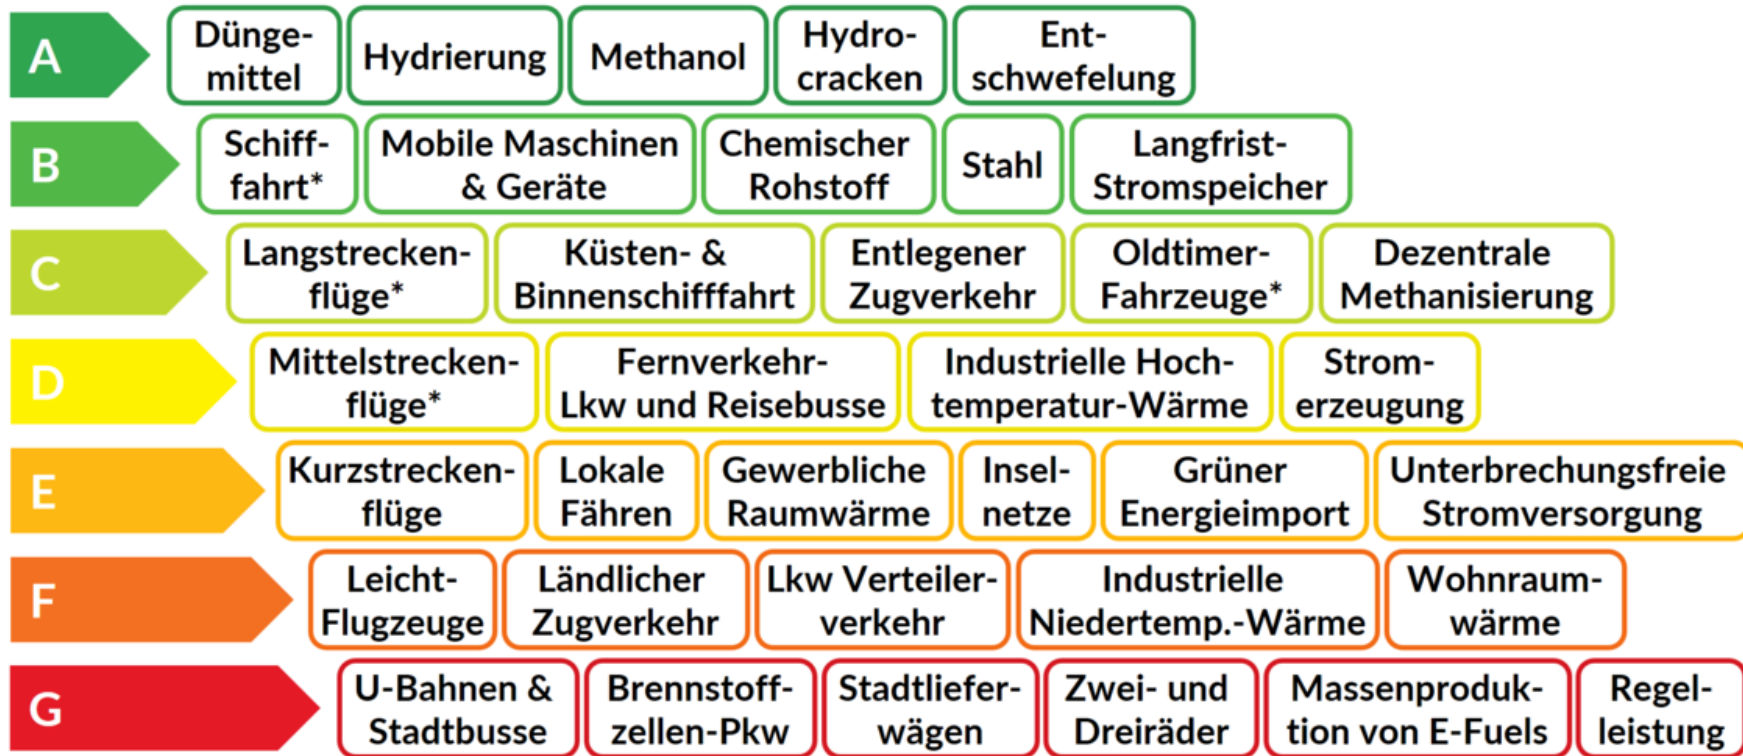 A
Dünge-
mittel
Hydrierung
Methanol
Hydro-
cracken
Ent-
schwefelung
B
Schiff-
fahrt*
Mobile Maschinen
& Geräte
Chemischer
Rohstoff
Stahl
Langfrist-
Stromspeicher
C
Langstrecken-
flüge*
Küsten- &
Binnenschifffahrt
Entlegener
Zugverkehr
Oldtimer-
Fahrzeuge*
Dezentrale
Methanisierung
D
Mittelstrecken-
flüge*
Fernverkehr-
Lkw und Reisebusse
Industrielle Hoch-
temperatur-Wärme
Strom-
erzeugung
E
Kurzstrecken-
flüge
Lokale
Fähren
Gewerbliche
Raumwärme
Insel-
netze
Grüner
Energieimport
Unterbrechungsfreie
Stromversorgung
F
Leicht-
Flugzeuge
Ländlicher
Zugverkehr
Lkw Verteiler-
verkehr
Industrielle
Niedertemp.-Wärme
Wohnraum-
wärme
G
U-Bahnen &
Stadtbusse
Brennstoff-
zellen-Pkw
Stadtliefer-
wägen
Zwei- und
Dreiräder
Massenproduk-
tion von E-Fuels
Regel-
leistung